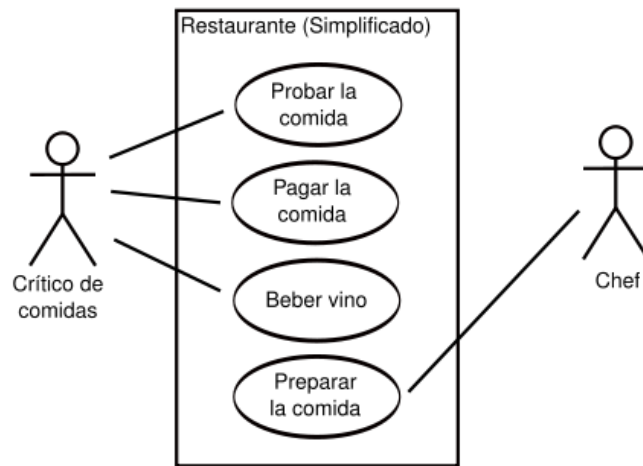 Restaurante (Simplificado)
Probar la
comida
Pagar la
comida
Beber vino
Preparar
la comida
Crítico de
comidas
Chef